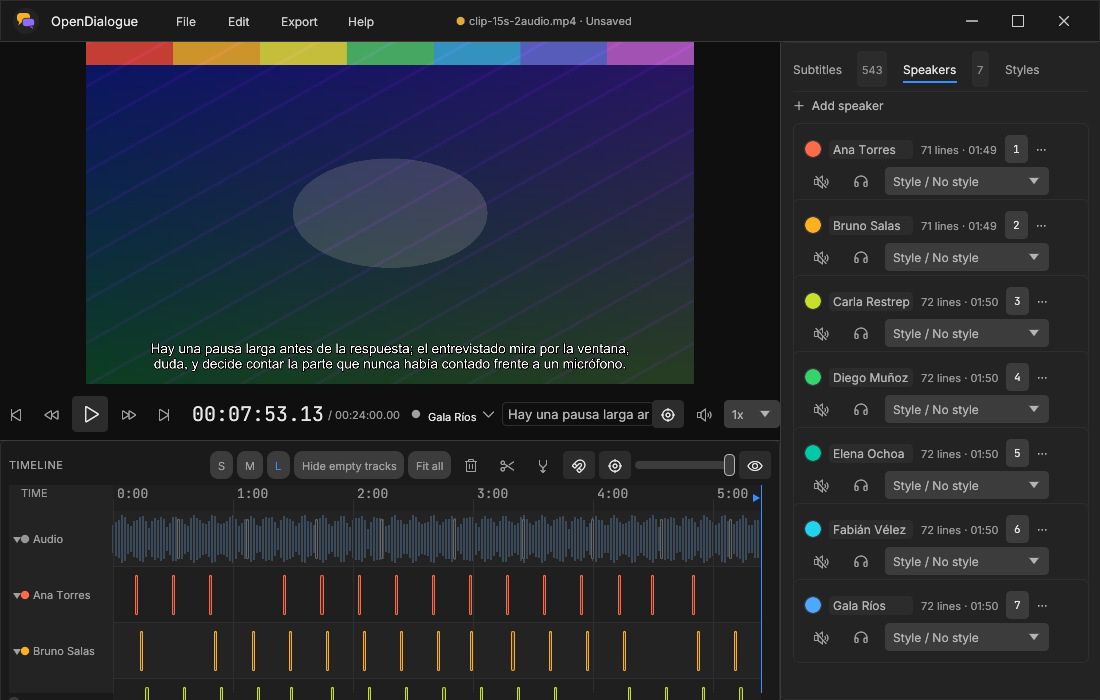 OpenDialogue File Edit Export Help clip-15s-2audio.mp4 · Unsaved
Hay una pausa larga antes de la respuesta; el entrevistado mira por la ventana,
duda, y decide contar la parte que nunca había contado frente a un micrófono.
00:07:53.13 / 00:24:00.00 Gala Ríos Hay una pausa larga ar 1x
TIMELINE S M L Hide empty tracks Fit all
TIME 0:00 1:00 2:00 3:00 4:00 5:00
Audio
Ana Torres
Bruno Salas
Subtitles 543 Speakers 7 Styles
+ Add speaker
Ana Torres 71 lines · 01:49 1 ...
Style / No style
Bruno Salas 71 lines · 01:49 2 ...
Style / No style
Carla Restrep 72 lines · 01:50 3 ...
Style / No style
Diego Muñoz 72 lines · 01:50 4 ...
Style / No style
Elena Ochoa 72 lines · 01:50 5 ...
Style / No style
Fabián Vélez 72 lines · 01:50 6 ...
Style / No style
Gala Ríos 72 lines · 01:50 7 ...
Style / No style